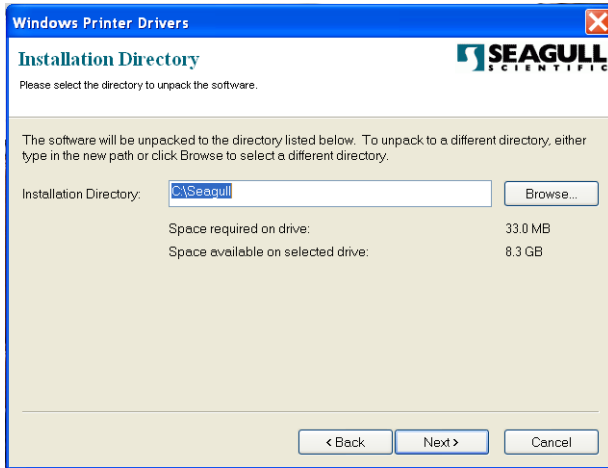 Windows Printer Drivers
Installation Directory
SEAGULL
SCIENTIFIC
Please select the directory to unpack the software.
The software will be unpacked to the directory listed below. To unpack to a different directory, either
type in the new path or click Browse to select a different directory.
Installation Directory: C:\Seagull Browse...
Space required on drive: 33.0 MB
Space available on selected drive: 8.3 GB
< Back Next > Cancel